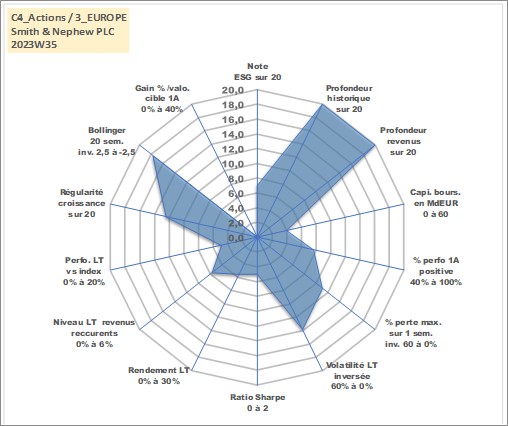 C4_Actions / 3_EUROPE
Smith & Nephew PLC
2023W35
Note
ESG sur 20
Profondeur
historique
sur 20
Profondeur
revenus
sur 20
Capi. bours.
en MdEUR
0 à 60
% perfo 1A
positive
40% à 100%
% perte max.
sur 1 sem.
inv. 60 à 0%
Volatilité LT
inversée
60% à 0%
Ratio Sharpe
0 à 2
Rendement LT
0% à 30%
Niveau LT revenus
reccurents
0% à 6%
Perfo. LT
vs index
0% à 20%
Régularité
croissance
sur 20
Bollinger
20 sem.
inv. 2,5 à -2,5
Gain % /valo.
cible 1A
0% à 40%
20,0
18,0
16,0
14,0
12,0
10,0
8,0
6,0
4,0
2,0
0,0